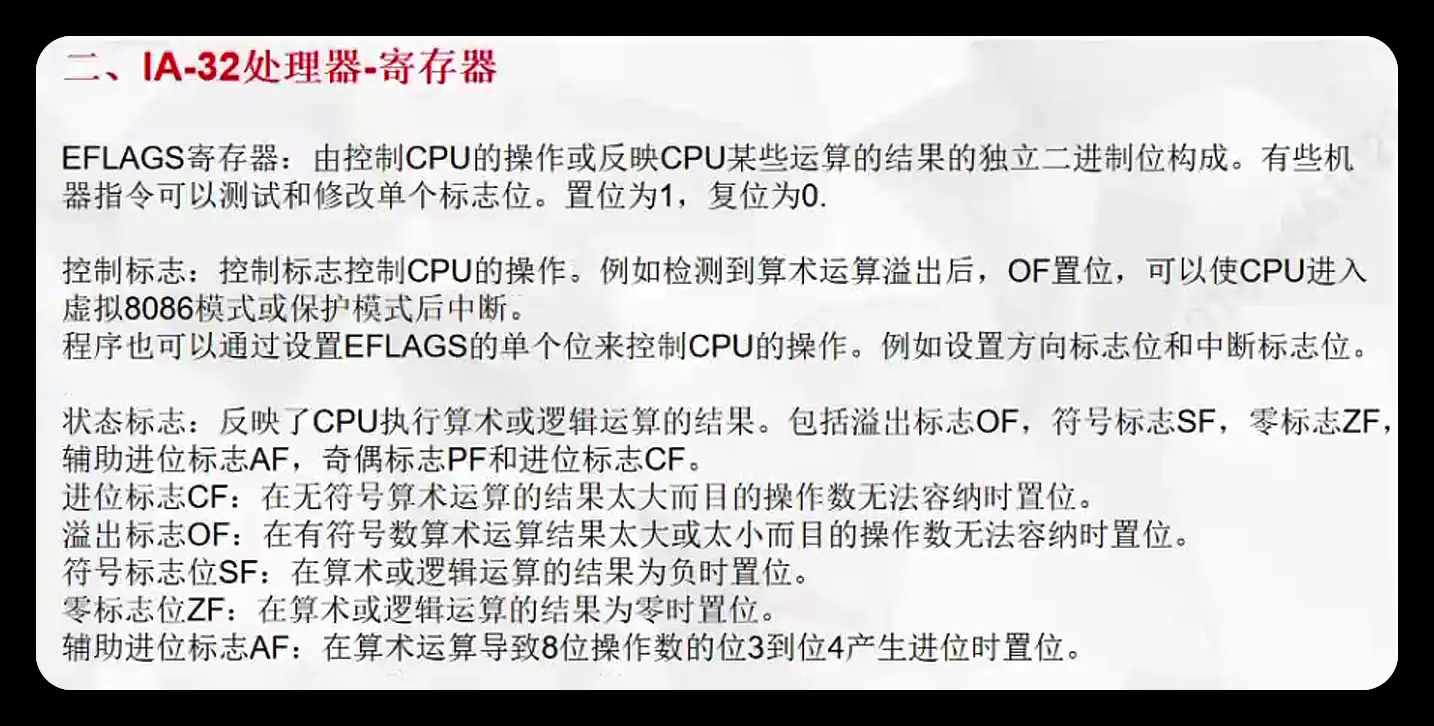 二、IA-32处理器-寄存器
EFLAGS寄存器：由控制CPU的操作或反映CPU某些运算的结果的独立二进制位构成。有些机
器指令可以测试和修改单个标志位。置位为1，复位为0.
控制标志：控制标志控制CPU的操作。例如检测到算术运算溢出后，OF置位，可以使CPU进入
虚拟8086模式或保护模式后中断。
程序也可以通过设置EFLAGS的单个位来控制CPU的操作。例如设置方向标志位和中断标志位。
状态标志：反映了CPU执行算术或逻辑运算的结果。包括溢出标志OF，符号标志SF，零标志ZF，
辅助进位标志AF，奇偶标志PF和进位标志CF。
进位标志CF：在无符号算术运算的结果太大而目的操作数无法容纳时置位。
溢出标志OF：在有符号数算术运算结果太大或太小而目的操作数无法容纳时置位。
符号标志位SF：在算术或逻辑运算的结果为负时置位。
零标志位ZF：在算术或逻辑运算的结果为零时置位。
辅助进位标志AF：在算术运算导致8位操作数的位3到位4产生进位时置位。